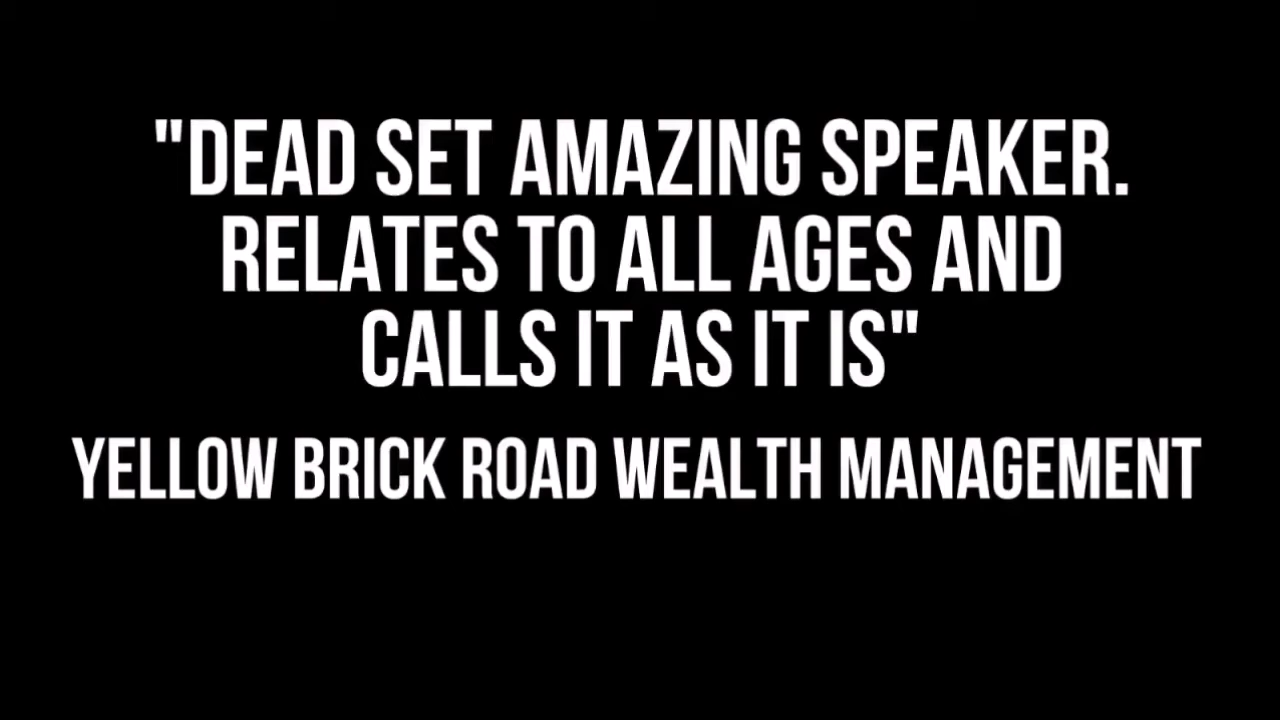 "DEAD SET AMAZING SPEAKER.
RELATES TO ALL AGES AND
CALLS IT AS IT IS"
YELLOW BRICK ROAD WEALTH MANAGEMENT